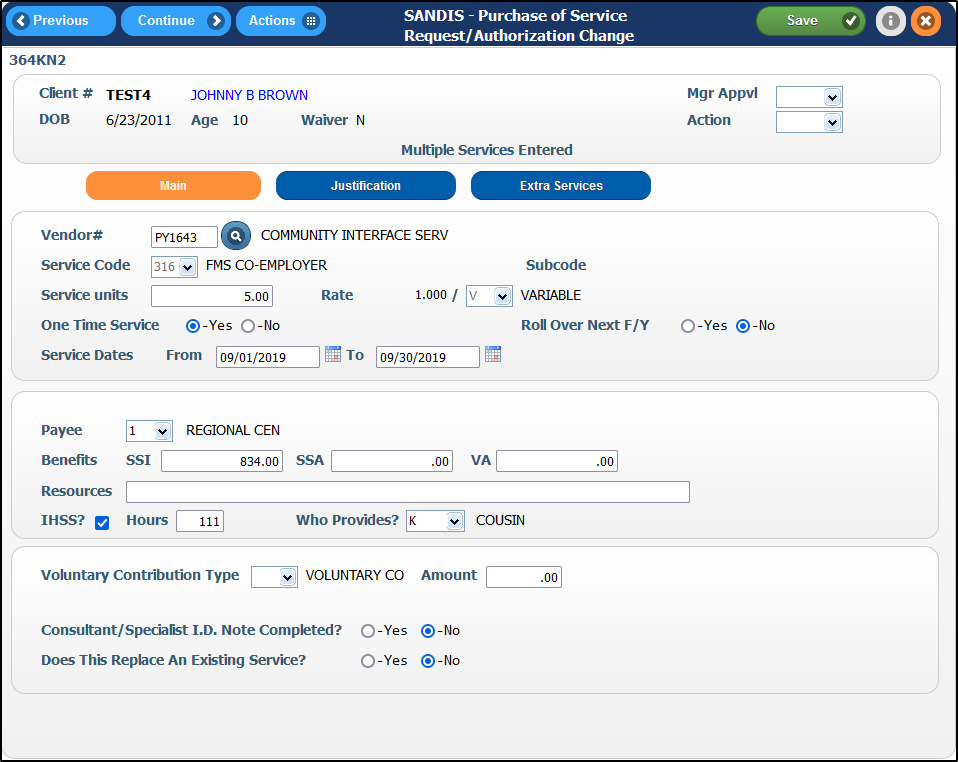 Previous Continue Actions SANDIS - Purchase of Service Save
Request/Authorization Change
364KN2
Client # TEST4 JOHNNY B BROWN Mgr Appvl
DOB 6/23/2011 Age 10 Waiver N Action
Multiple Services Entered
Main Justification Extra Services
Vendor# PY1643 COMMUNITY INTERFACE SERV
Service Code 316 FMS CO-EMPLOYER Subcode
Service units 5.00 Rate 1.000 / V VARIABLE
One Time Service -Yes -No Roll Over Next F/Y -Yes -No
Service Dates From 09/01/2019 To 09/30/2019
Payee 1 REGIONAL CEN
Benefits SSI 834.00 SSA .00 VA .00
Resources
IHSS? Hours 111 Who Provides? K COUSIN
Voluntary Contribution Type VOLUNTARY CO Amount .00
Consultant/Specialist I.D. Note Completed? -Yes -No
Does This Replace An Existing Service? -Yes -No